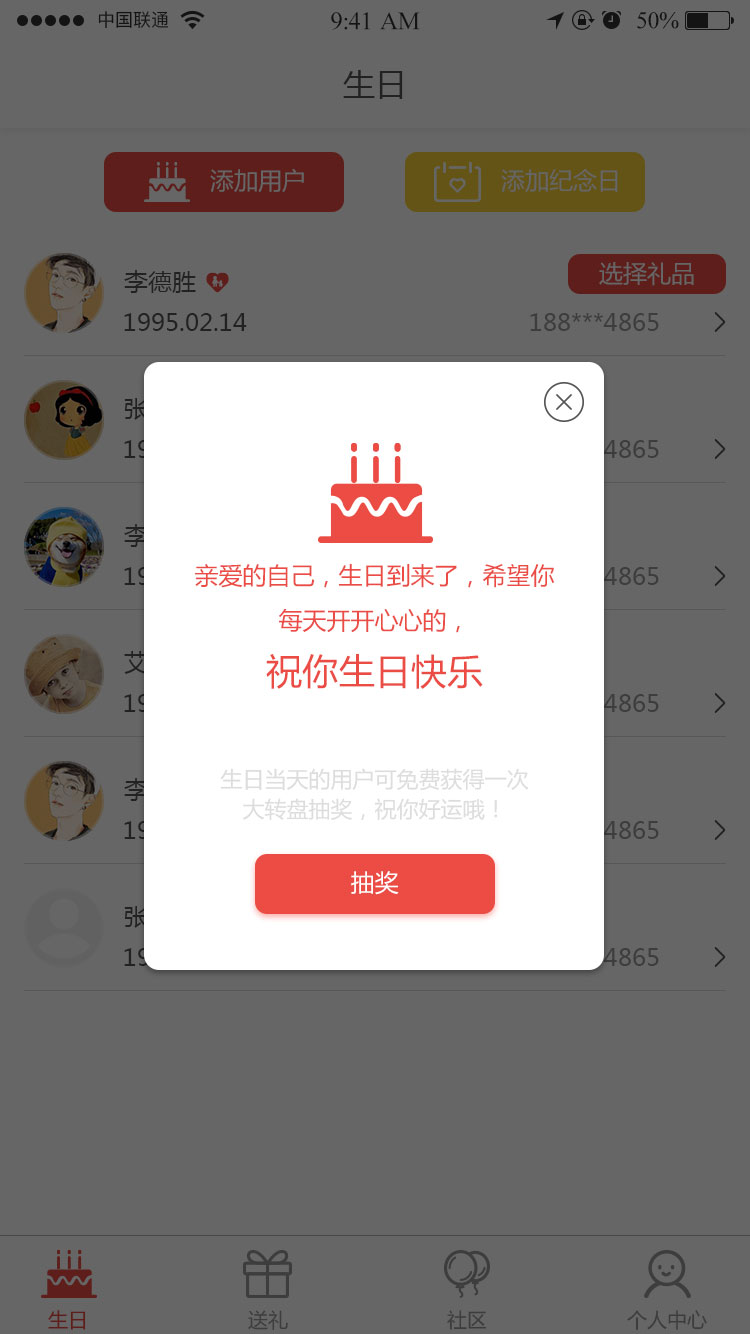 中国联通 9:41 AM 50%
生日
添加用户 添加纪念日
李德胜 选择礼品
1995.02.14 188***4865
张
19 4865
李
19 4865
艾
19 4865
李
19 4865
张
19 4865
亲爱的自己，生日到来了，希望你
每天开开心心的，
祝你生日快乐
生日当天的用户可免费获得一次
大转盘抽奖，祝你好运哦！
抽奖
生日 送礼 社区 个人中心